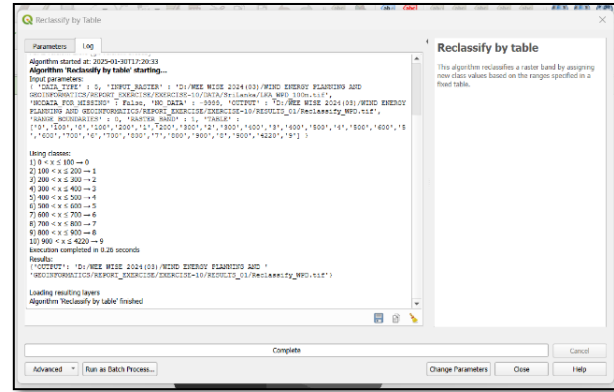 Reclassify by Table
Parameters
Log
Algorithm started at: 2025-01-30T17:20:33
Algorithm 'Reclassify by table' starting...
Input parameters:
{ 'DATA_TYPE' : 5, 'INPUT_RASTER' : 'D:/WEE WISE 2024(03)/WIND ENERGY PLANNING AND
GEOINFORMATICS/REPORT_EXERCISE/EXERCISE-10/DATA/SriLanka/LKA_WPD_100m.tif',
'NODATA_FOR_MISSING' : False, 'NO_DATA' : -9999, 'OUTPUT' : 'D:/WEE WISE 2024(03)/WIND ENERGY
PLANNING AND GEOINFORMATICS/REPORT_EXERCISE/EXERCISE-10/RESULTS_01/Reclassify_WPD.tif',
'RANGE_BOUNDARIES' : 0, 'RASTER_BAND' : 1, 'TABLE' :
['0','100','0','100','200','1','200','300','2','300','400','3','400','500','4','500','600','5
','600','700','6','700','800','7','800','900','8','900','4220','9'] }
Using classes:
1) 0 < x ≤ 100 → 0
2) 100 < x ≤ 200 → 1
3) 200 < x ≤ 300 → 2
4) 300 < x ≤ 400 → 3
5) 400 < x ≤ 500 → 4
6) 500 < x ≤ 600 → 5
7) 600 < x ≤ 700 → 6
8) 700 < x ≤ 800 → 7
9) 800 < x ≤ 900 → 8
10) 900 < x ≤ 4220 → 9
Execution completed in 0.26 seconds
Results:
{'OUTPUT': 'D:/WEE WISE 2024(03)/WIND ENERGY PLANNING AND '
'GEOINFORMATICS/REPORT_EXERCISE/EXERCISE-10/RESULTS_01/Reclassify_WPD.tif'}
Loading resulting layers
Algorithm 'Reclassify by table' finished
Reclassify by table
This algorithm reclassifies a raster band by assigning
new class values based on the ranges specified in a
fixed table.
Complete
Cancel
Advanced
Run as Batch Process...
Change Parameters
Close
Help